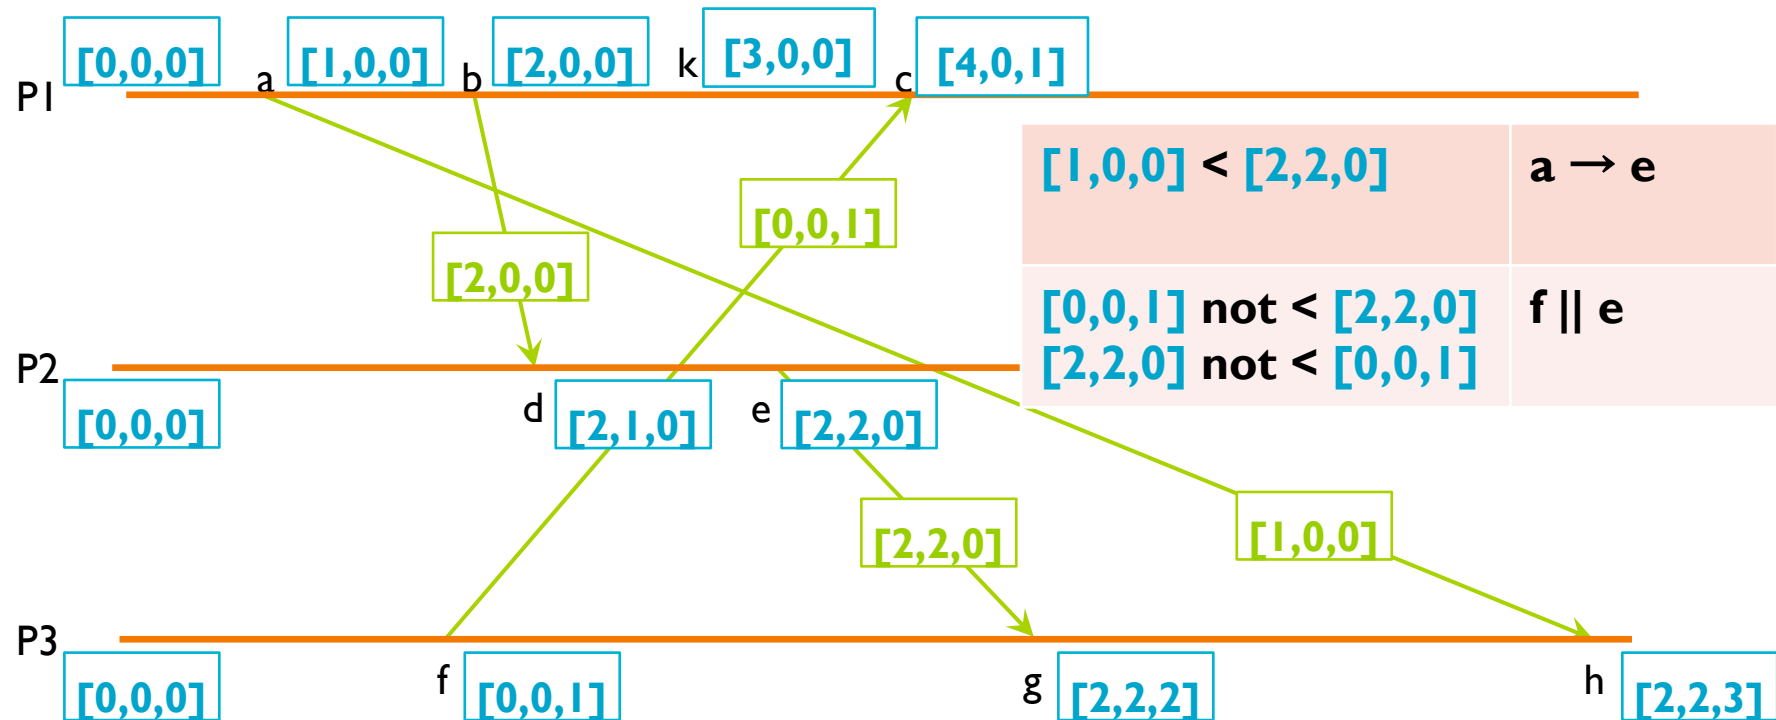 [0,0,0] a [1,0,0] b [2,0,0] k [3,0,0] c [4,0,1]
P1
[1,0,0] < [2,2,0] a → e
[0,0,1]
[2,0,0]
[0,0,1] not < [2,2,0] f || e
[2,2,0] not < [0,0,1]
P2
[0,0,0] d [2,1,0] e [2,2,0]
[2,2,0] [1,0,0]
P3
[0,0,0] f [0,0,1] g [2,2,2] h [2,2,3]